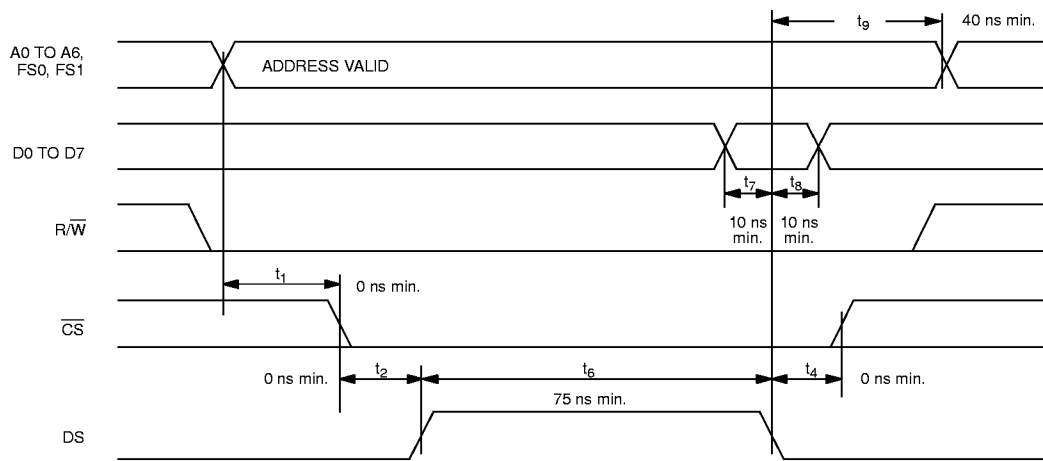 t9
40 ns min.
A0 TO A6,
FS0, FS1
ADDRESS VALID
D0 TO D7
t7
t8
10 ns
min.
10 ns
min.
R/W̅
t1
0 ns min.
C̅S̅
0 ns min.
t2
t6
t4
0 ns min.
75 ns min.
DS